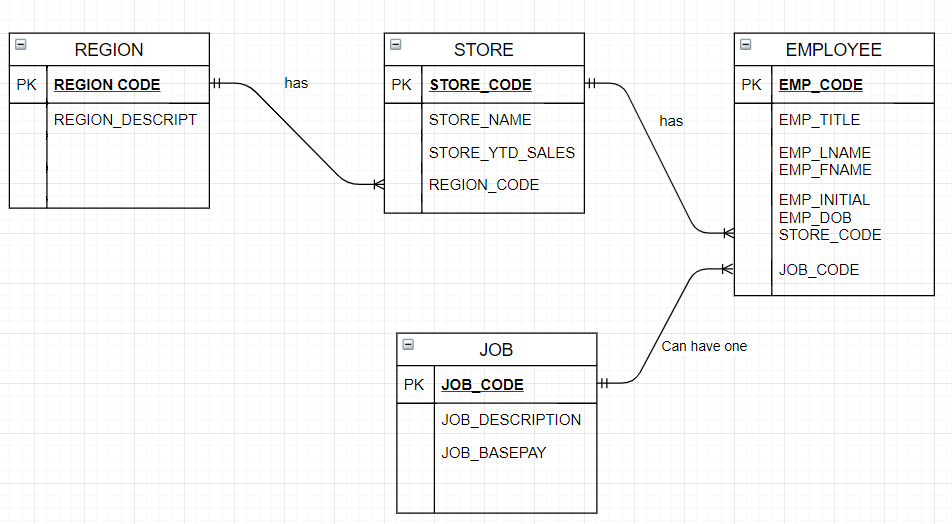 REGION
PK REGION CODE
REGION_DESCRIPT
has
STORE
PK STORE_CODE
STORE_NAME
STORE_YTD_SALES
REGION_CODE
has
EMPLOYEE
PK EMP_CODE
EMP_TITLE
EMP_LNAME
EMP_FNAME
EMP_INITIAL
EMP_DOB
STORE_CODE
JOB_CODE
Can have one
JOB
PK JOB_CODE
JOB_DESCRIPTION
JOB_BASEPAY